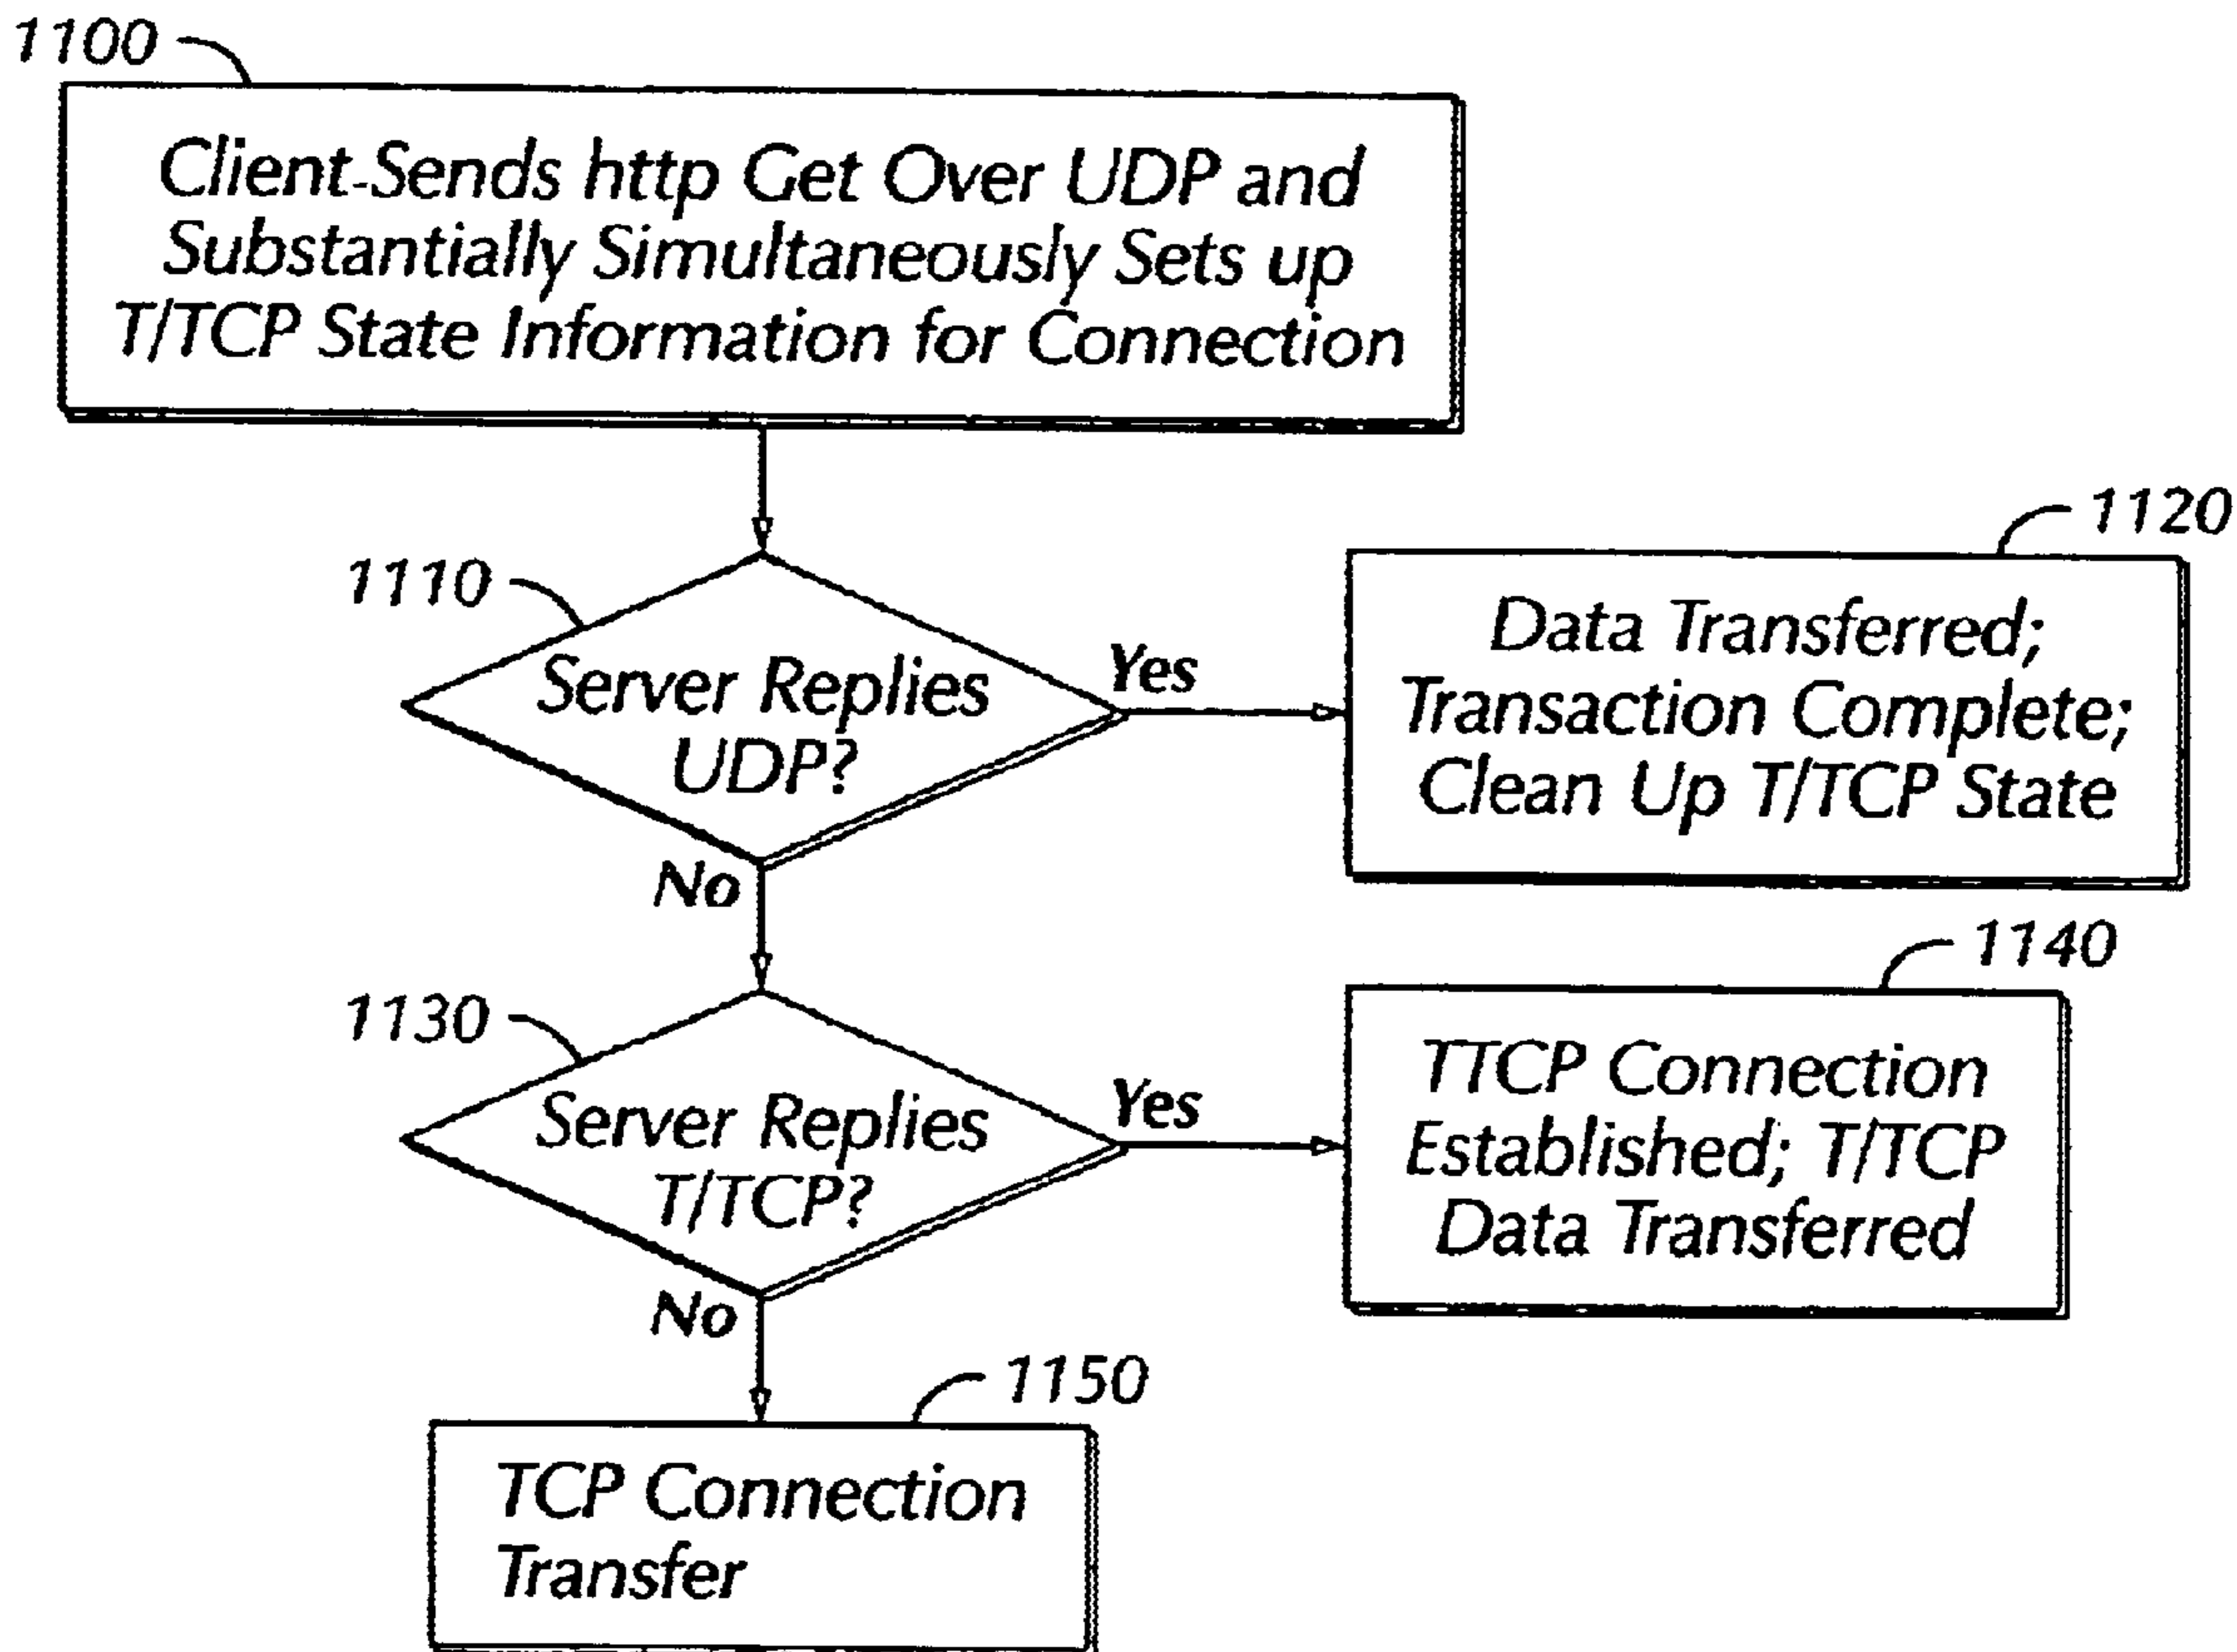 1100
Client-Sends http Get Over UDP and
Substantially Simultaneously Sets up
T/TCP State Information for Connection
1110
Server Replies
UDP?
Yes
No
1120
Data Transferred;
Transaction Complete;
Clean Up T/TCP State
1130
Server Replies
T/TCP?
Yes
No
1140
TTCP Connection
Established; T/TCP
Data Transferred
1150
TCP Connection
Transfer